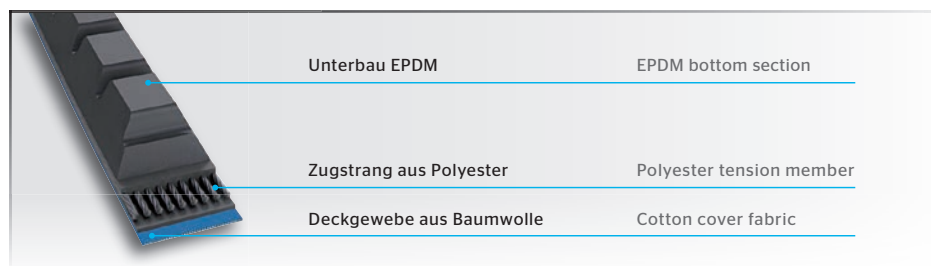 Unterbau EPDM EPDM bottom section
Zugstrang aus Polyester Polyester tension member
Deckgewebe aus Baumwolle Cotton cover fabric